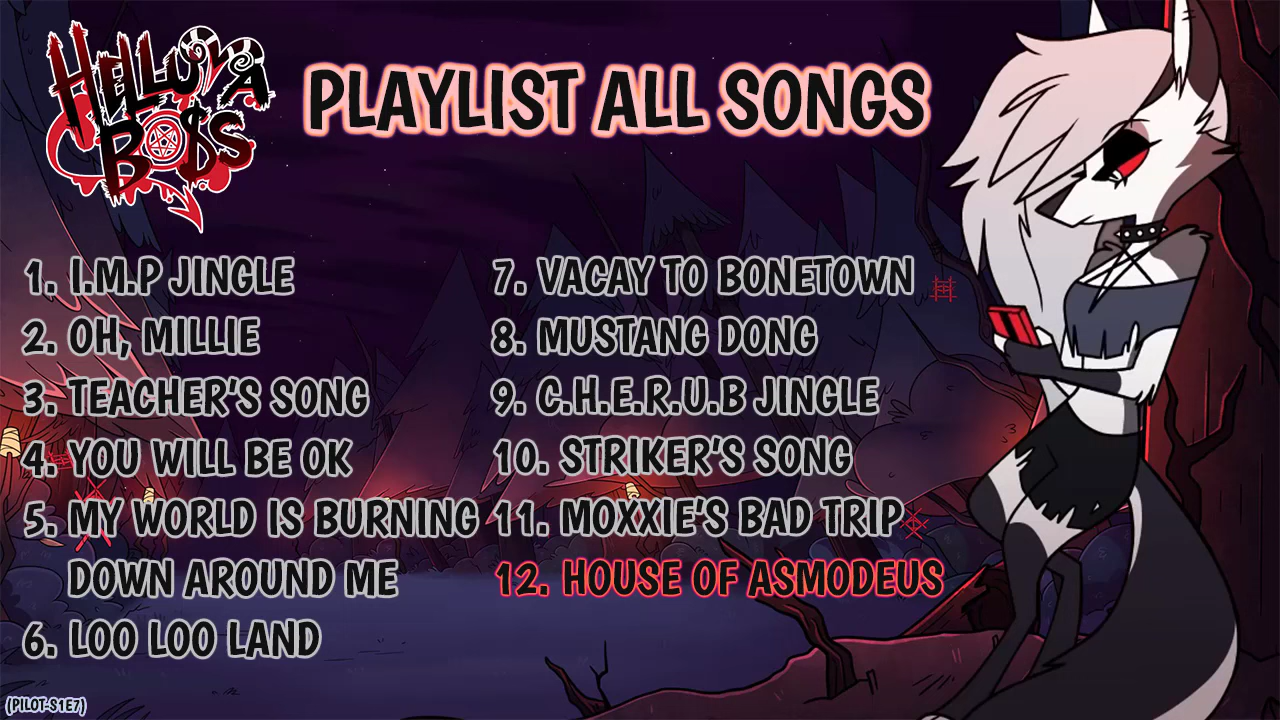 HELLUVA
BOSS
PLAYLIST ALL SONGS
1. I.M.P JINGLE
2. OH, MILLIE
3. TEACHER'S SONG
4. YOU WILL BE OK
5. MY WORLD IS BURNING
DOWN AROUND ME
6. LOO LOO LAND
7. VACAY TO BONETOWN
8. MUSTANG DONG
9. C.H.E.R.U.B JINGLE
10. STRIKER'S SONG
11. MOXXIE'S BAD TRIP
12. HOUSE OF ASMODEUS
(PILOT-S1E7)